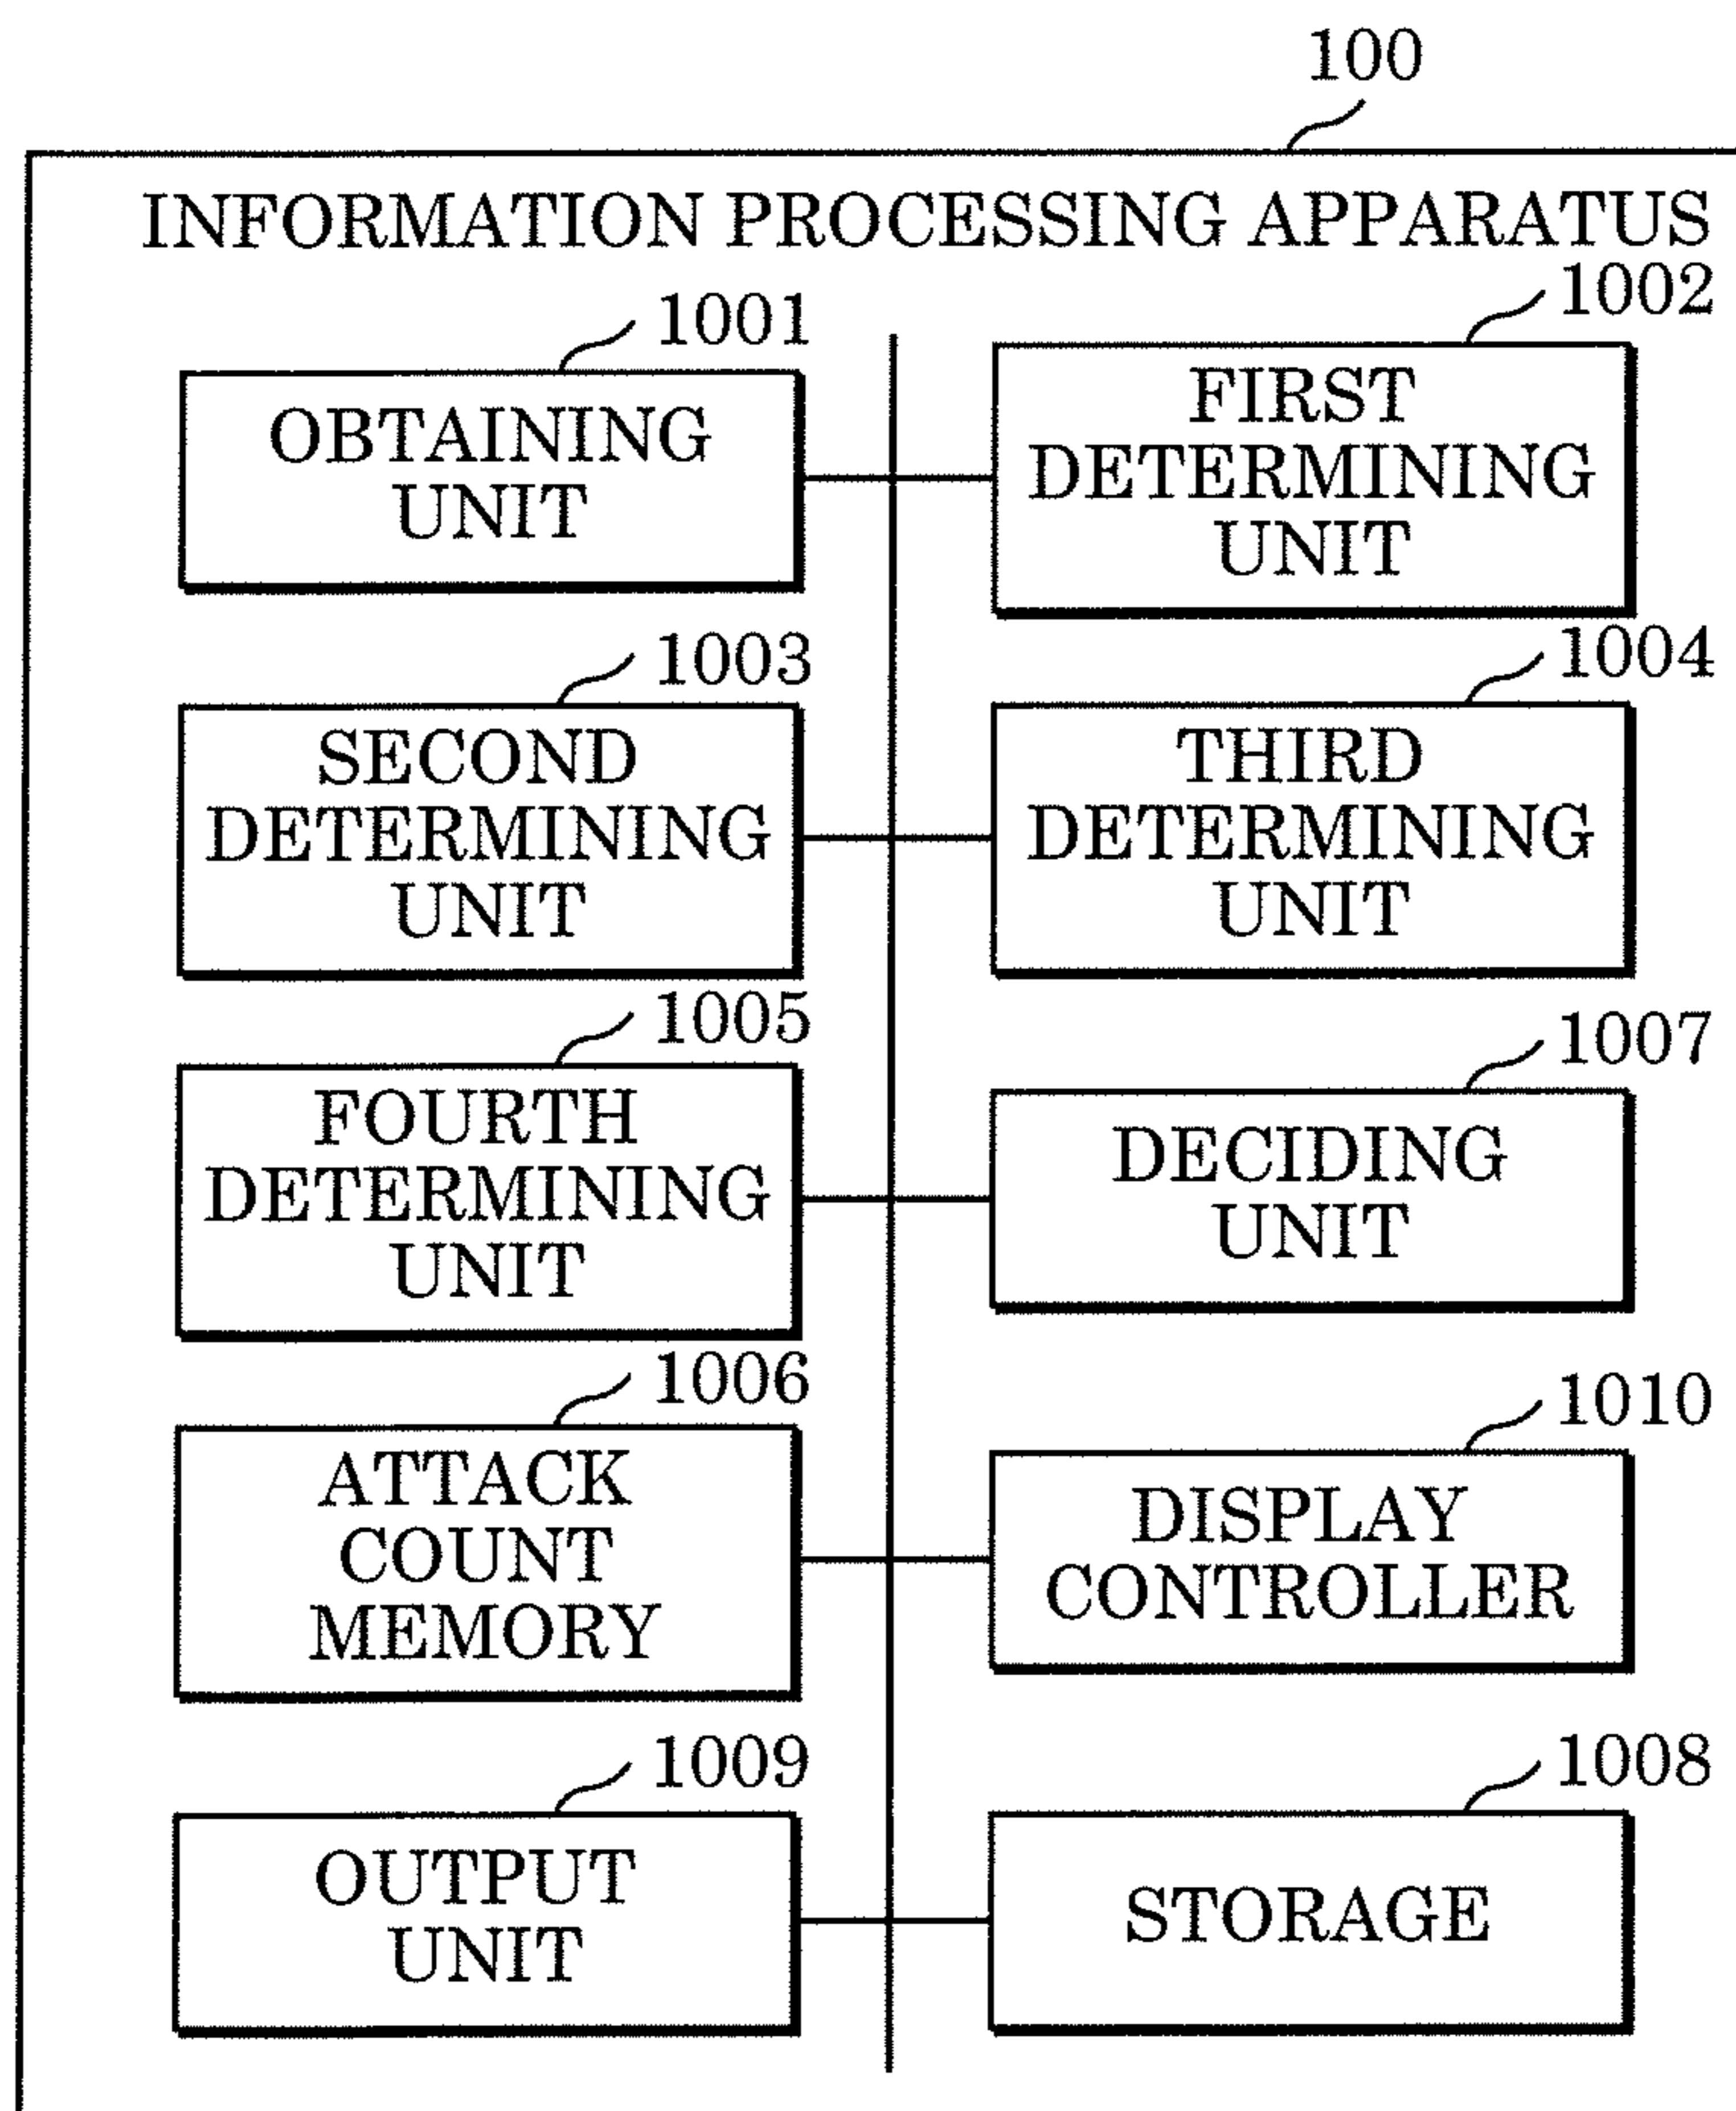 100
INFORMATION PROCESSING APPARATUS
1001
OBTAINING
UNIT
1002
FIRST
DETERMINING
UNIT
1003
SECOND
DETERMINING
UNIT
1004
THIRD
DETERMINING
UNIT
1005
FOURTH
DETERMINING
UNIT
1007
DECIDING
UNIT
1006
ATTACK
COUNT
MEMORY
1010
DISPLAY
CONTROLLER
1009
OUTPUT
UNIT
1008
STORAGE